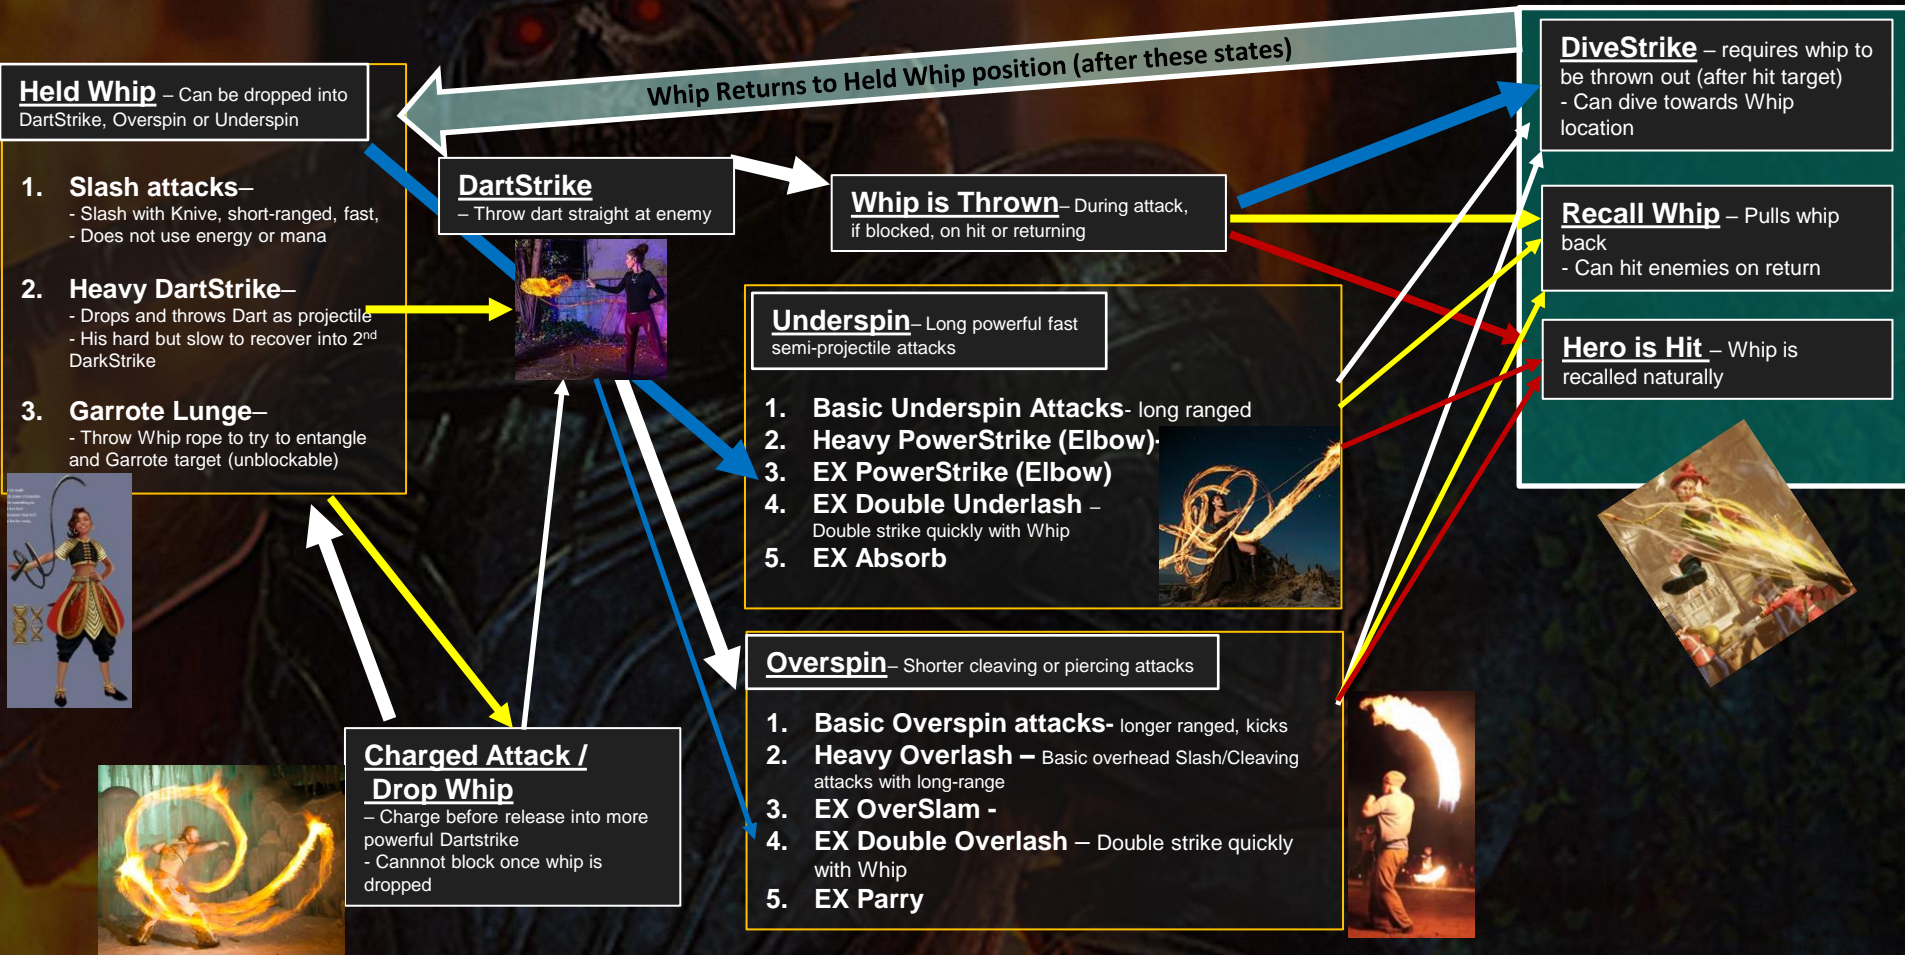 Whip Returns to Held Whip position (after these states)
Held Whip – Can be dropped into
DartStrike, Overspin or Underspin
1. Slash attacks–
- Slash with Knive, short-ranged, fast,
- Does not use energy or mana
2. Heavy DartStrike–
- Drops and throws Dart as projectile
- His hard but slow to recover into 2nd
DarkStrike
3. Garrote Lunge–
- Throw Whip rope to try to entangle
and Garrote target (unblockable)
DartStrike
– Throw dart straight at enemy
Whip is Thrown– During attack,
if blocked, on hit or returning
Underspin– Long powerful fast
semi-projectile attacks
1. Basic Underspin Attacks- long ranged
2. Heavy PowerStrike (Elbow)-
3. EX PowerStrike (Elbow)
4. EX Double Underlash –
Double strike quickly with Whip
5. EX Absorb
Overspin– Shorter cleaving or piercing attacks
1. Basic Overspin attacks- longer ranged, kicks
2. Heavy Overlash – Basic overhead Slash/Cleaving
attacks with long-range
3. EX OverSlam -
4. EX Double Overlash – Double strike quickly
with Whip
5. EX Parry
Charged Attack /
Drop Whip
– Charge before release into more
powerful Dartstrike
- Cannnot block once whip is
dropped
DiveStrike – requires whip to
be thrown out (after hit target)
- Can dive towards Whip
location
Recall Whip – Pulls whip
back
- Can hit enemies on return
Hero is Hit – Whip is
recalled naturally